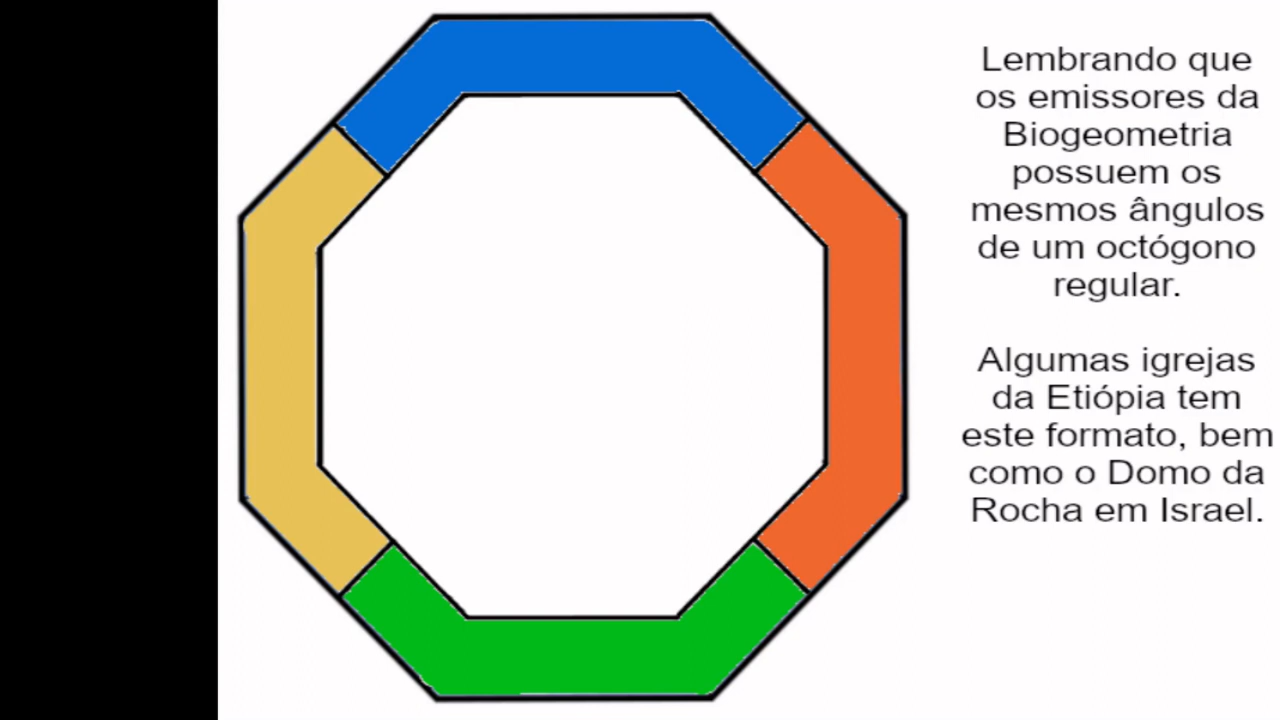 Lembrando que
os emissores da
Biogeometria
possuem os
mesmos ângulos
de um octógono
regular.
Algumas igrejas
da Etiópia tem
este formato, bem
como o Domo da
Rocha em Israel.